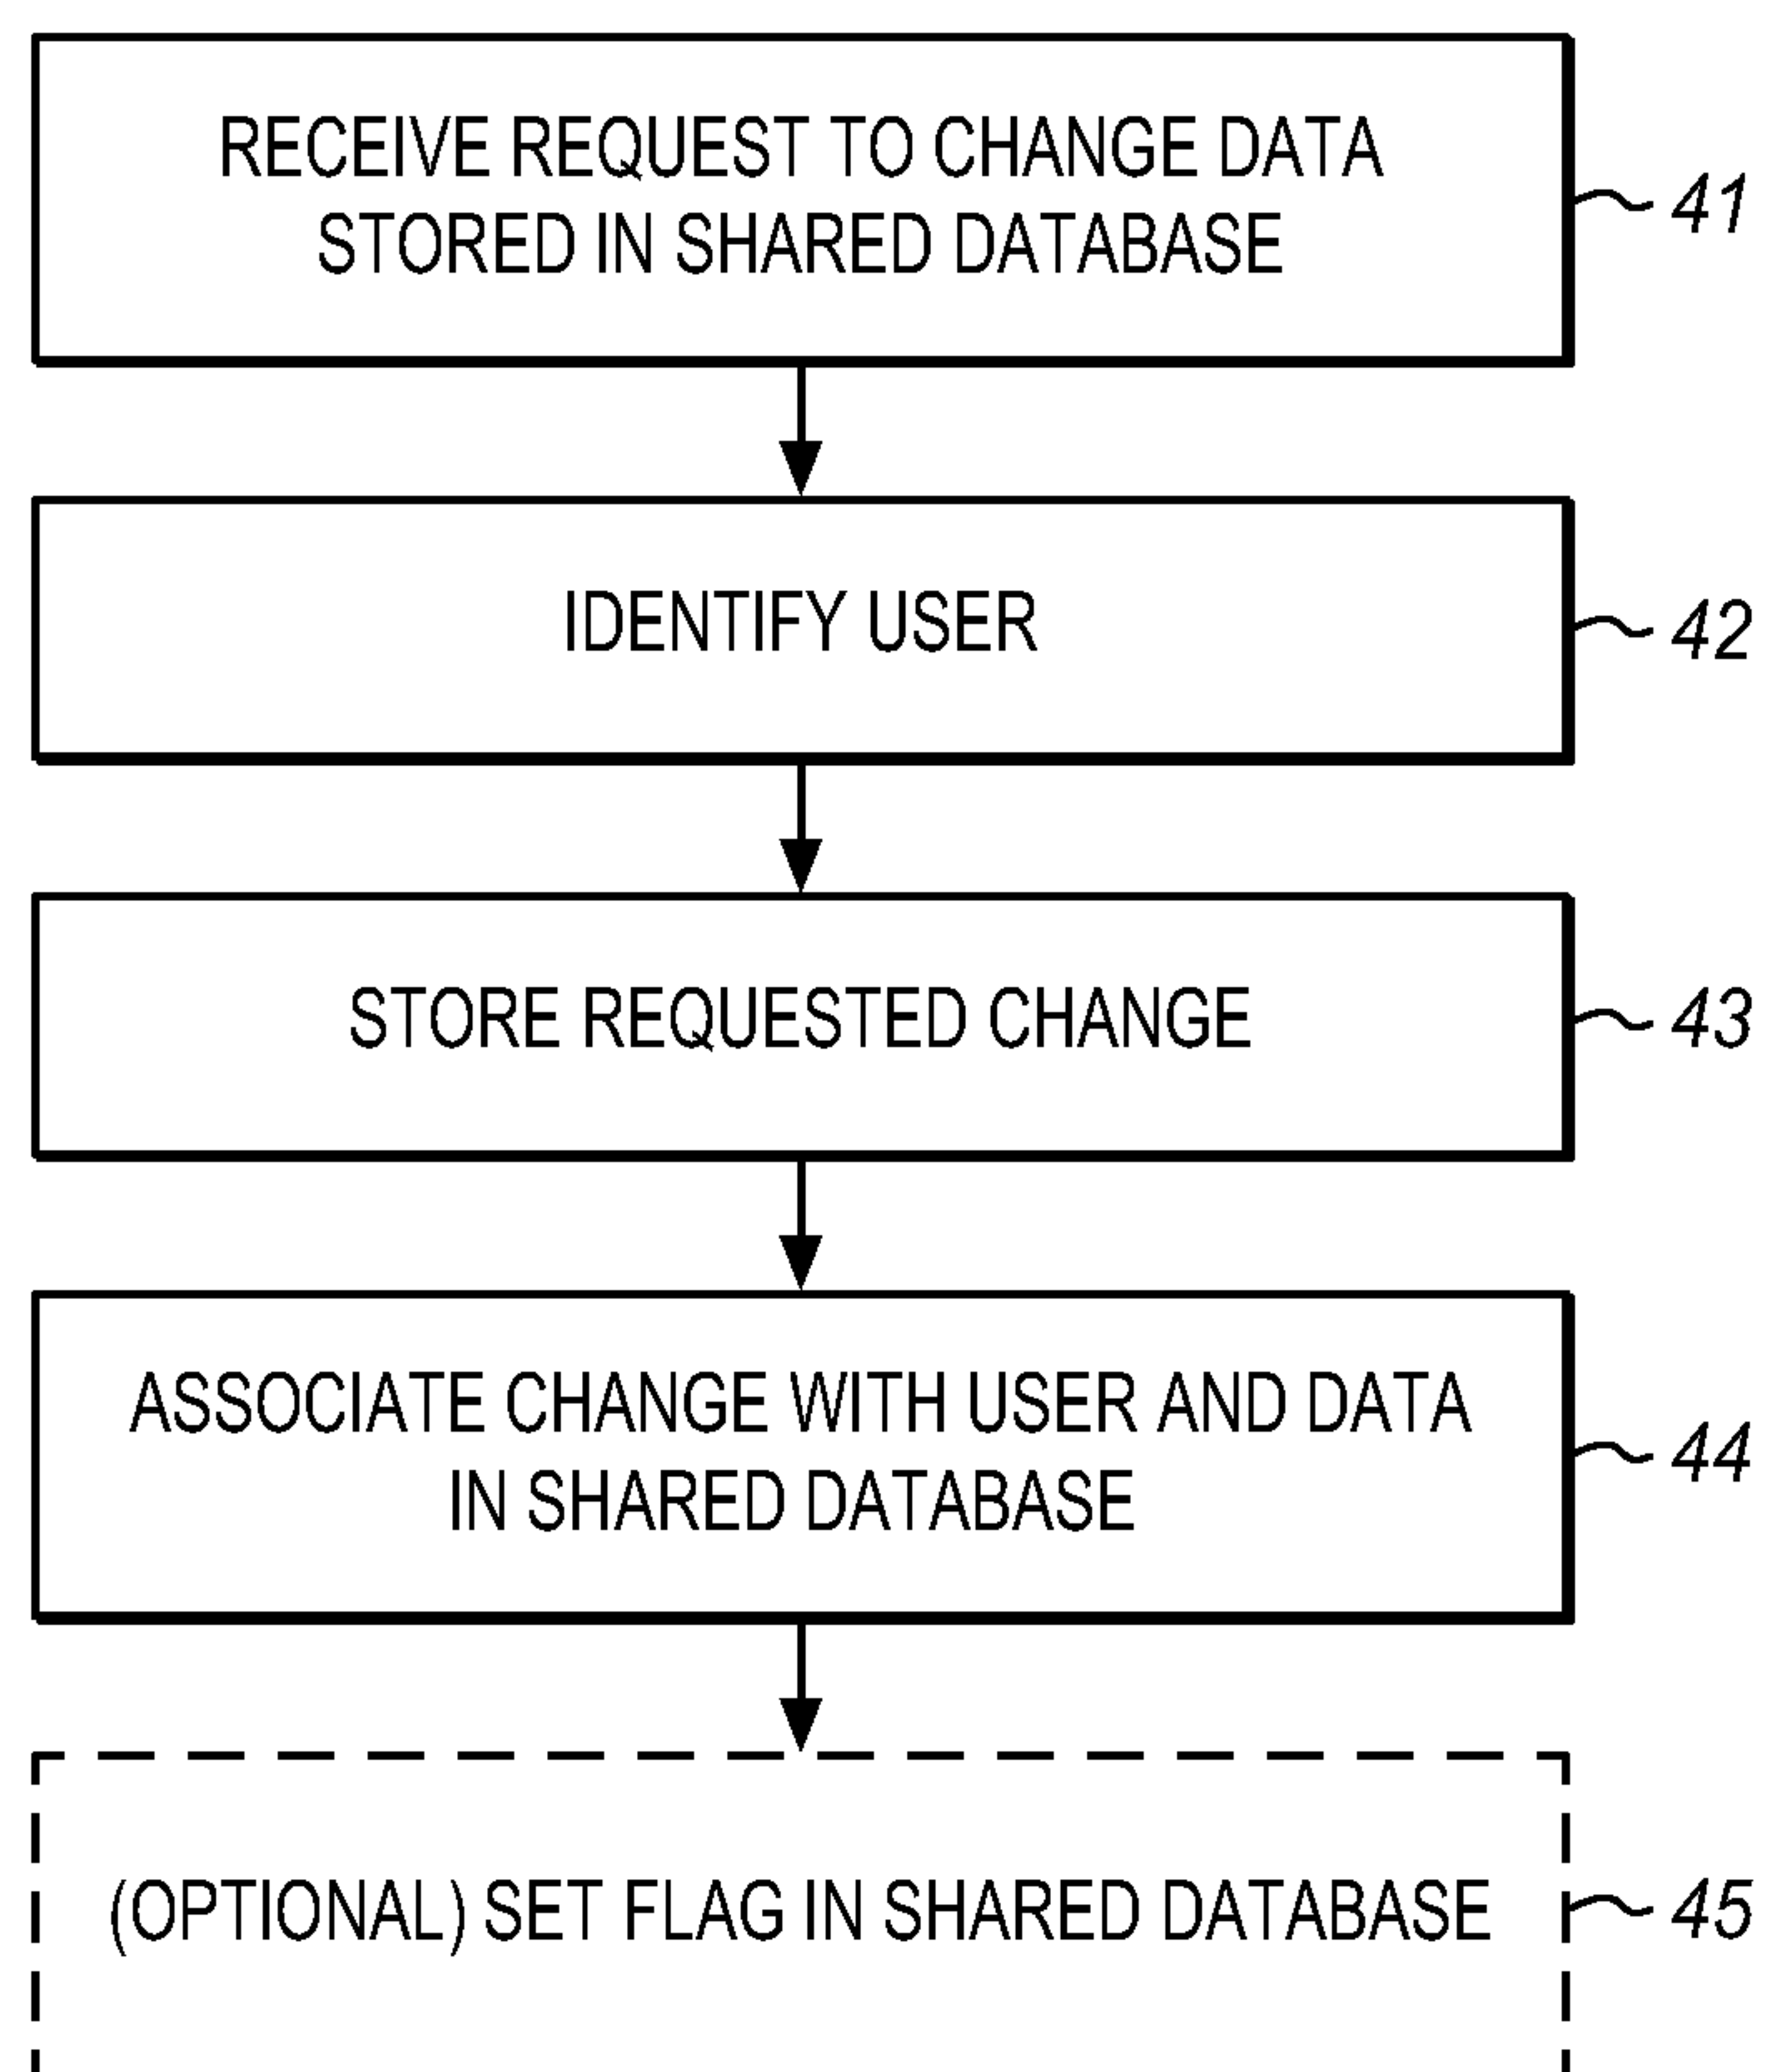 RECEIVE REQUEST TO CHANGE DATA
STORED IN SHARED DATABASE
41
IDENTIFY USER
42
STORE REQUESTED CHANGE
43
ASSOCIATE CHANGE WITH USER AND DATA
IN SHARED DATABASE
44
(OPTIONAL) SET FLAG IN SHARED DATABASE
45